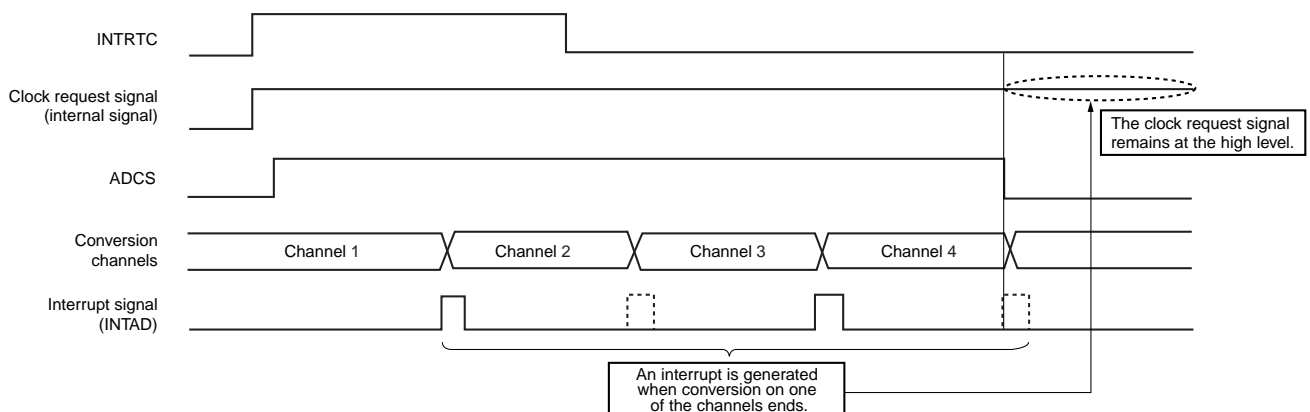 INTRTC
Clock request signal
(internal signal)
The clock request signal
remains at the high level.
ADCS
Conversion
channels
Channel 1
Channel 2
Channel 3
Channel 4
Interrupt signal
(INTAD)
An interrupt is generated
when conversion on one
of the channels ends.